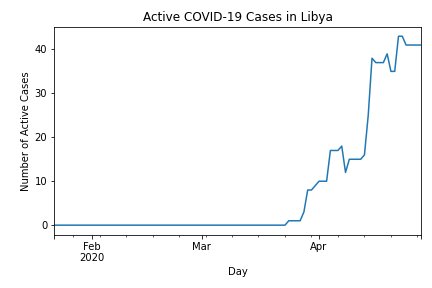 Active COVID-19 Cases in Libya
Number of Active Cases
40
30
20
10
0
Feb
2020
Mar
Apr
Day